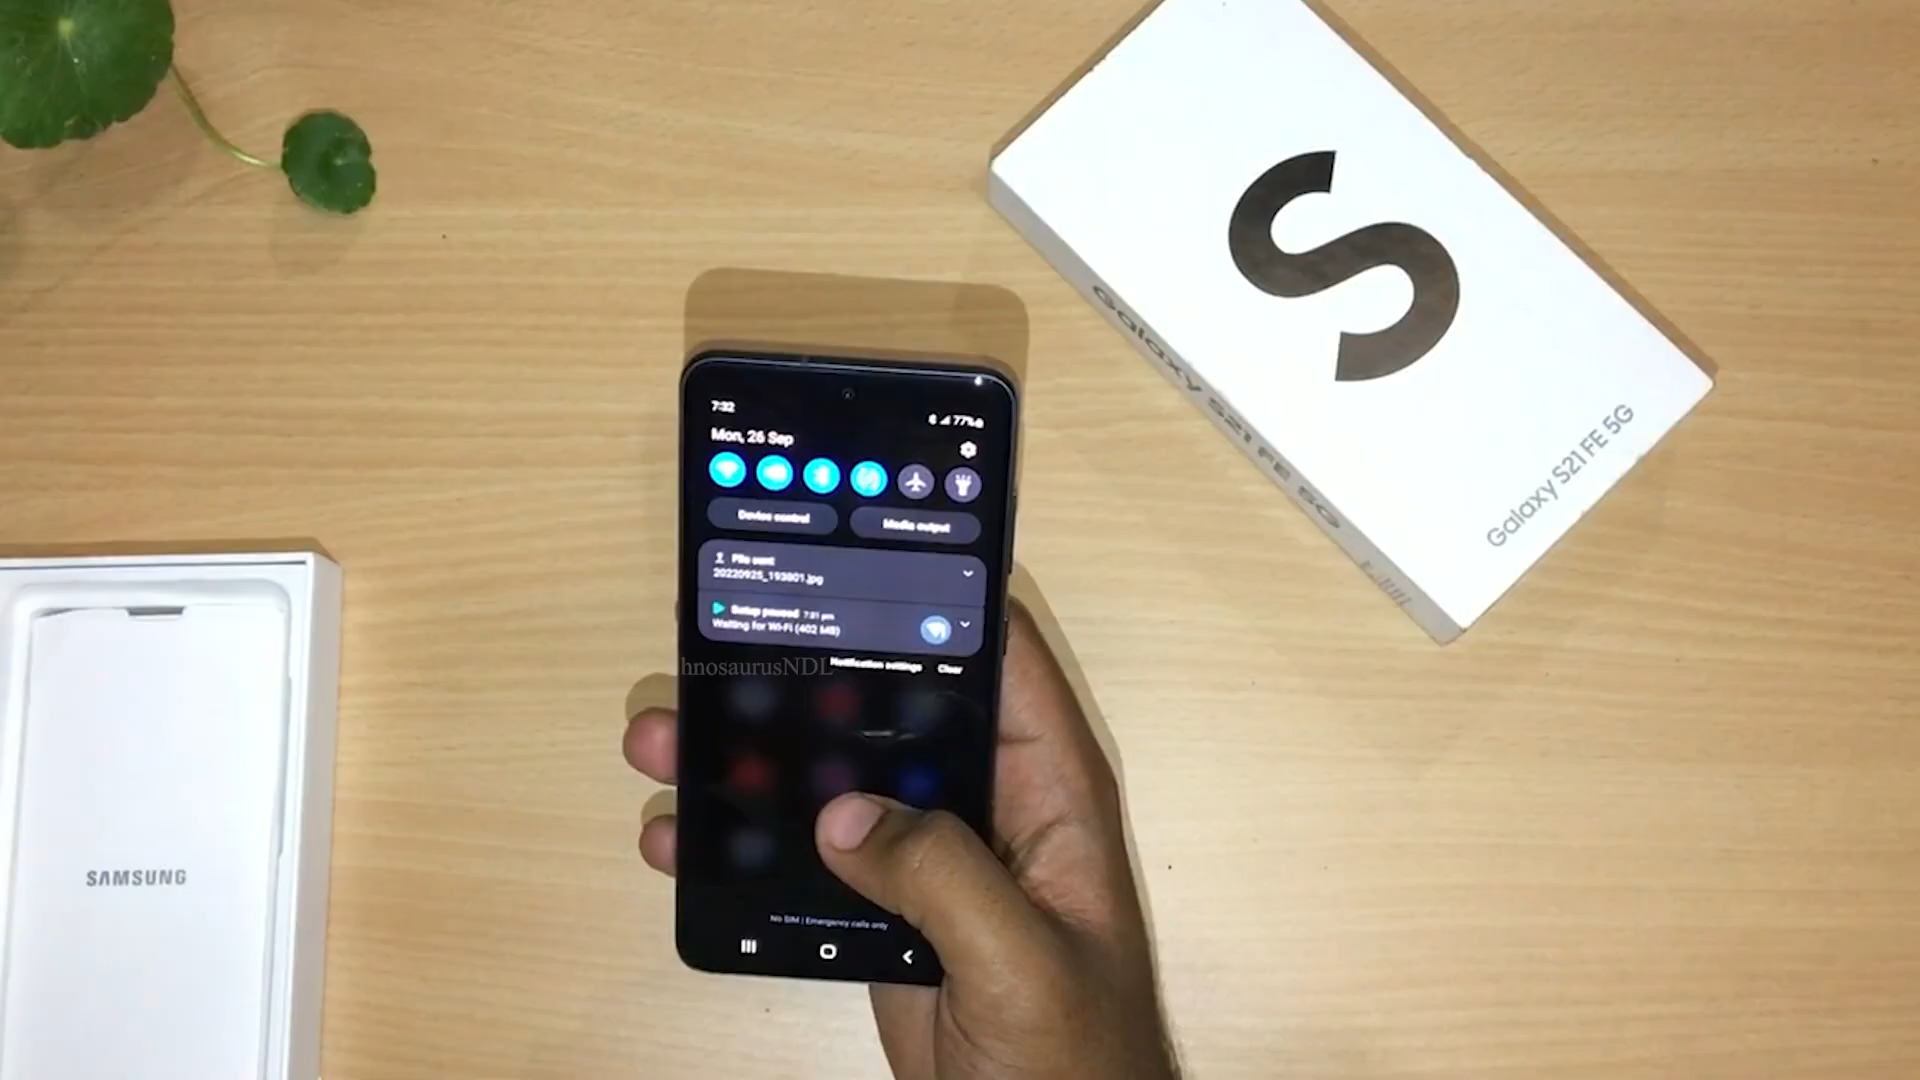 S
Galaxy S21 FE 5G
Galaxy S21 FE 5G
7:32
77%
Mon, 26 Sep
Device control
Media output
File sent
20220925_193801.jpg
Setup paused 7:31 pm
Waiting for Wi-Fi (402 MB)
Notification settings
Clear
hnosaurusNDL
No SIM | Emergency calls only
SAMSUNG